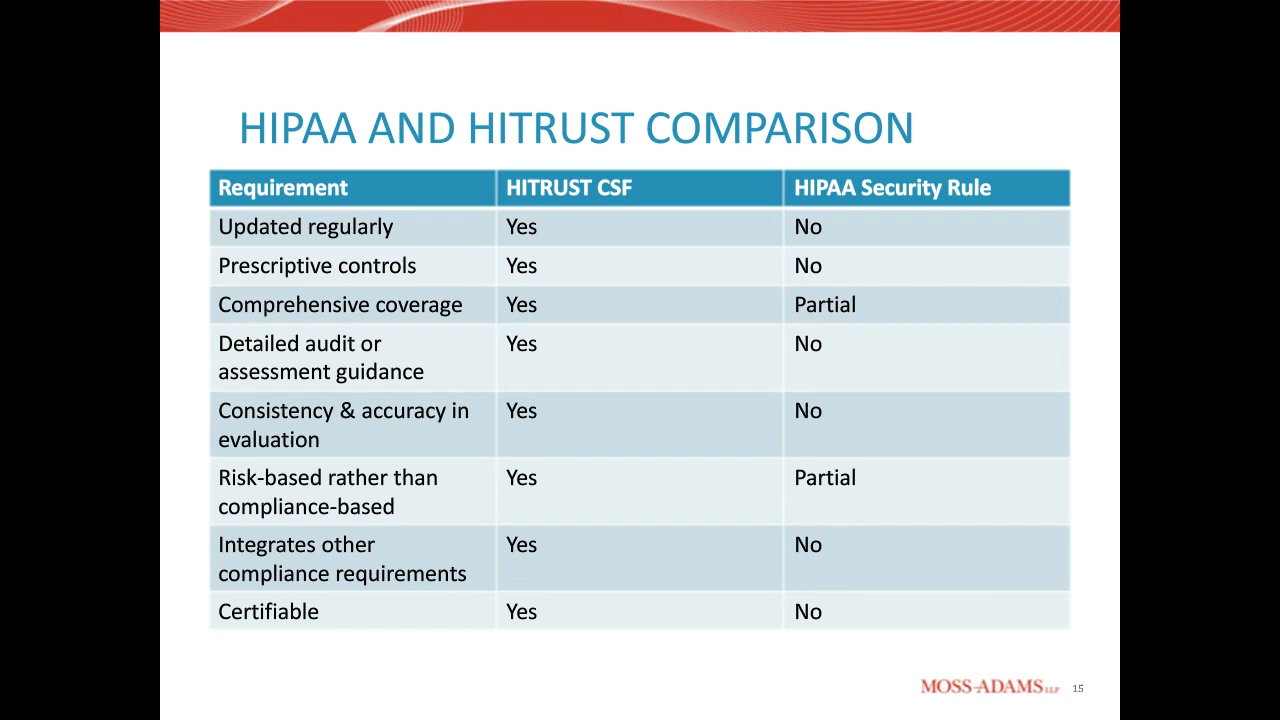 HIPAA AND HITRUST COMPARISON
Requirement HITRUST CSF HIPAA Security Rule
Updated regularly Yes No
Prescriptive controls Yes No
Comprehensive coverage Yes Partial
Detailed audit or Yes No
assessment guidance
Consistency & accuracy in Yes No
evaluation
Risk-based rather than Yes Partial
compliance-based
Integrates other Yes No
compliance requirements
Certifiable Yes No
MOSS-ADAMS LLP 15